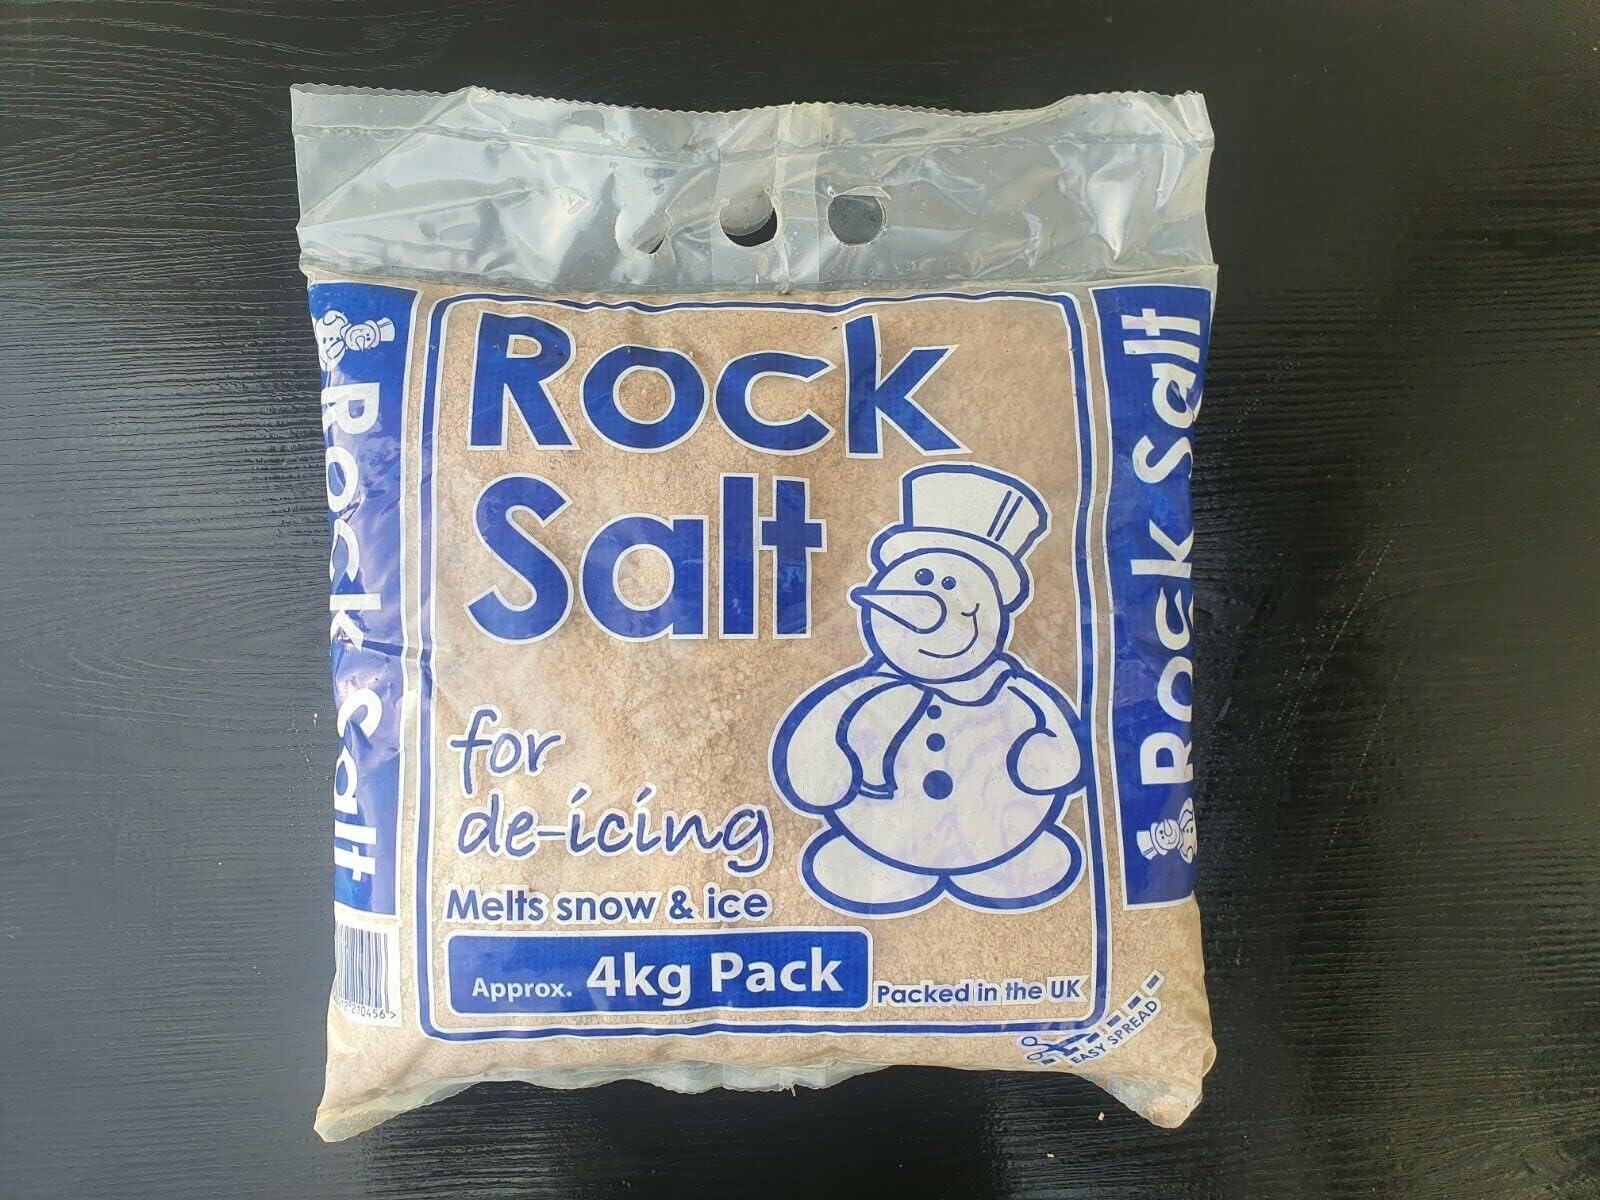 Rock
Salt
for
de-icing
Melts snow & ice
Approx. 4kg Pack
Packed in the UK
EASY SPREAD
Rock Salt
Rock Salt
210456 >